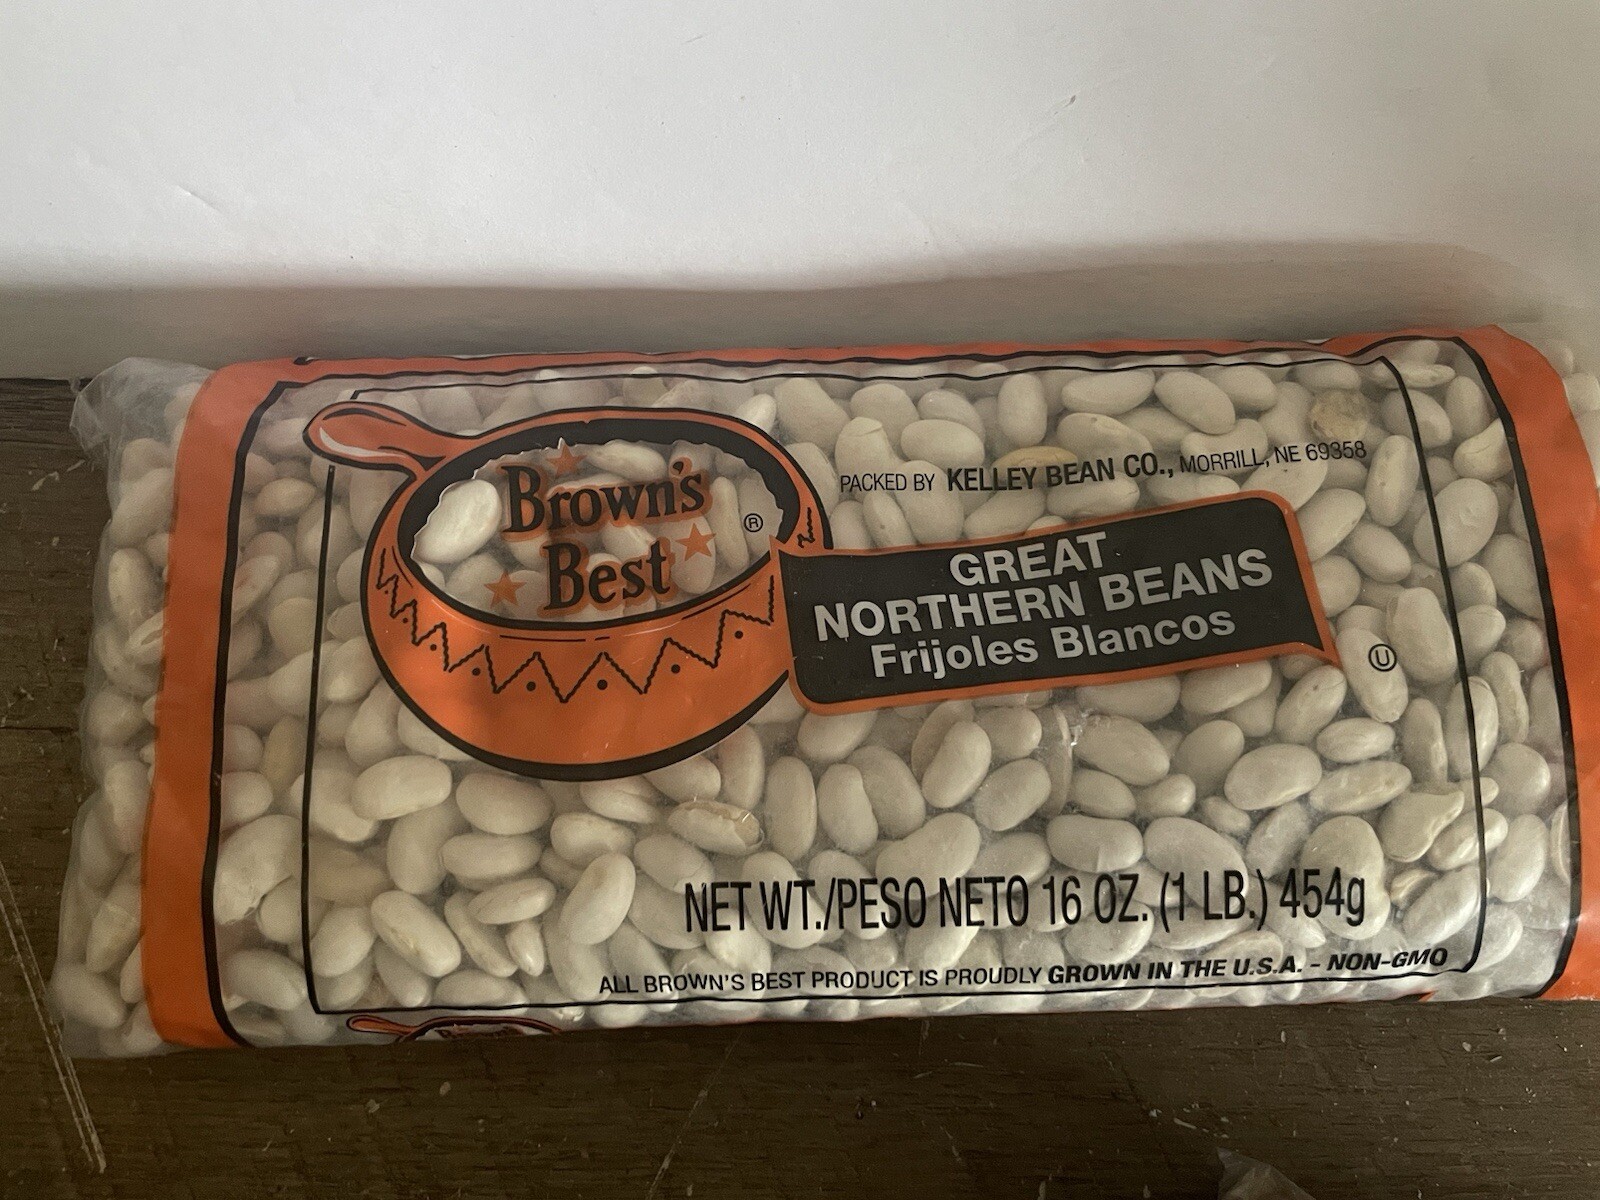 Brown's
Best
®
PACKED BY KELLEY BEAN CO., MORRILL, NE 69358
GREAT
NORTHERN BEANS
Frijoles Blancos
U
NET WT./PESO NETO 16 OZ. (1 LB.) 454g
ALL BROWN'S BEST PRODUCT IS PROUDLY GROWN IN THE U.S.A. - NON-GMO